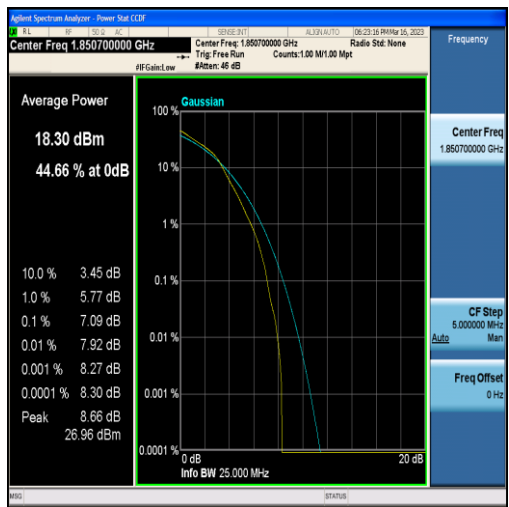 Agilent Spectrum Analyzer - Power Stat CCDF
RL RF 50 Ω AC SENSE:INT ALIGN AUTO 06:23:16 PM Mar 16, 2023
Center Freq 1.850700000 GHz
Center Freq: 1.850700000 GHz Radio Std: None
Trig: Free Run Counts:1.00 M/1.00 Mpt
#IFGain:Low #Atten: 46 dB
Frequency
Average Power
18.30 dBm
44.66 % at 0dB
10.0 % 3.45 dB
1.0 % 5.77 dB
0.1 % 7.09 dB
0.01 % 7.92 dB
0.001 % 8.27 dB
0.0001 % 8.30 dB
Peak 8.66 dB
26.96 dBm
Gaussian
100 %
10 %
1 %
0.1 %
0.01 %
0.001 %
0.0001 %
0 dB 20 dB
Info BW 25.000 MHz
Center Freq
1.850700000 GHz
CF Step
5.000000 MHz
Auto Man
Freq Offset
0 Hz
MSG STATUS